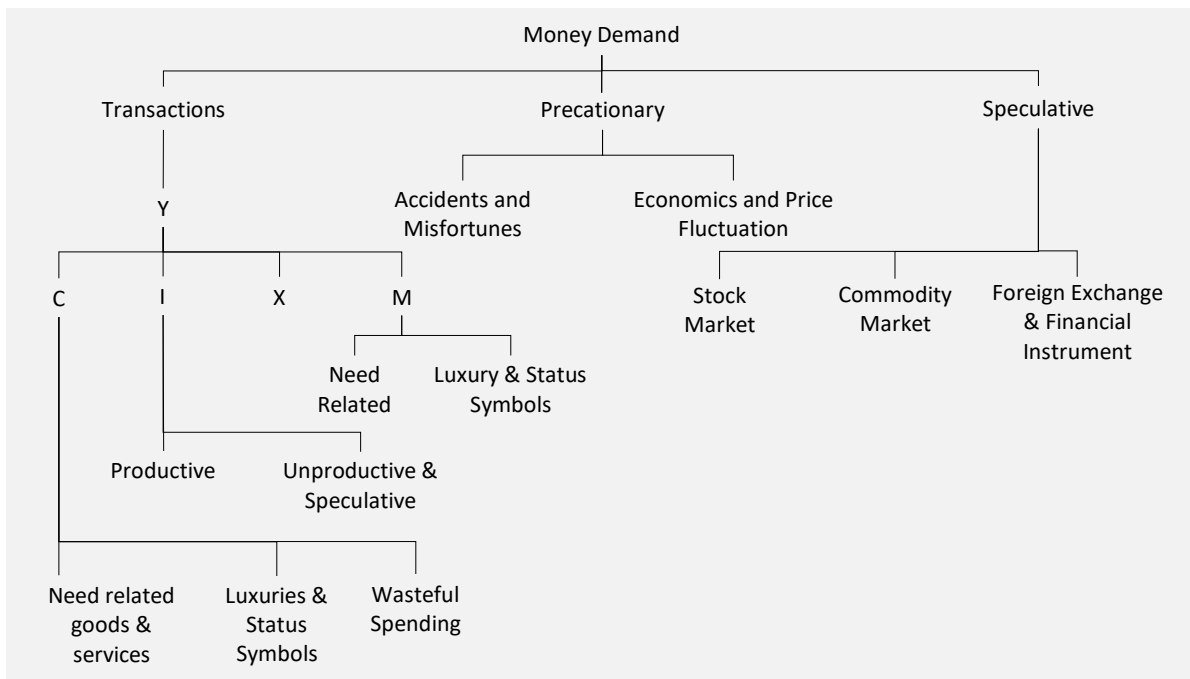 Money Demand
Transactions
Precationary
Speculative
Accidents and
Misfortunes
Economics and Price
Fluctuation
Y
C
I
X
M
Stock
Market
Commodity
Market
Foreign Exchange
& Financial
Instrument
Need
Related
Luxury & Status
Symbols
Productive
Unproductive &
Speculative
Need related
goods &
services
Luxuries &
Status
Symbols
Wasteful
Spending